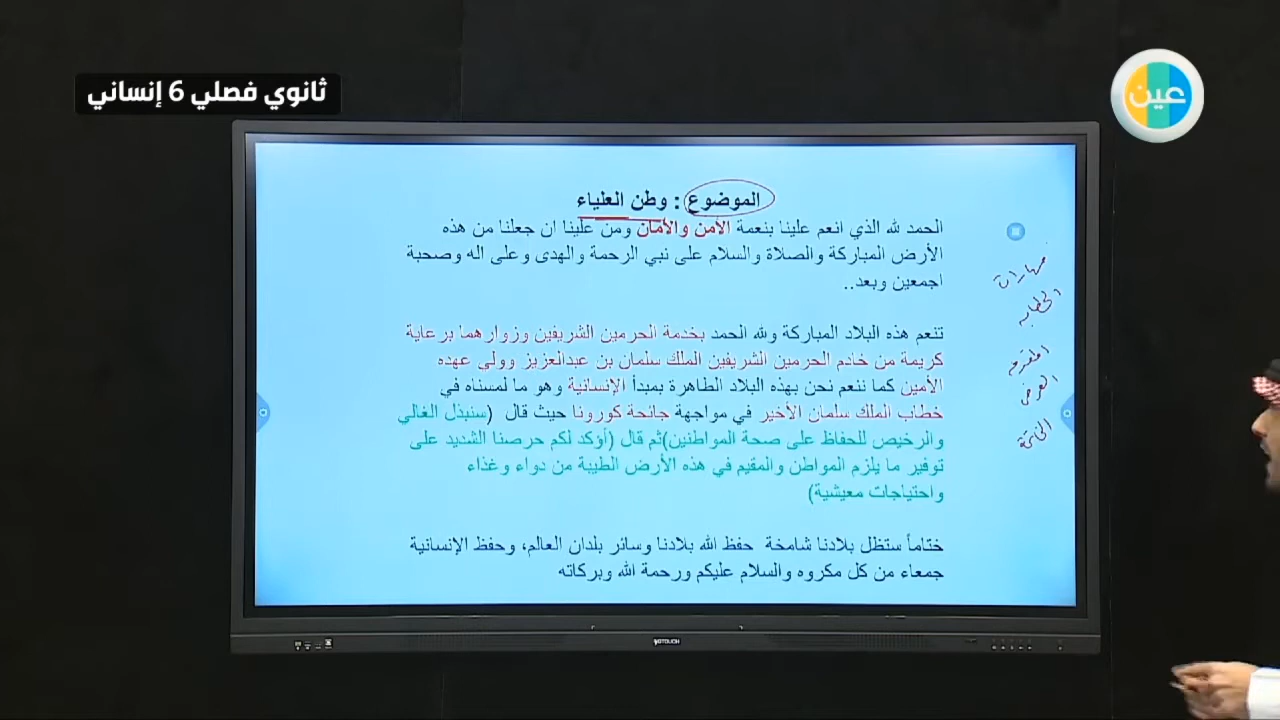 ثانوي فصلي 6 إنساني
عين
الموضوع : وطن العلياء
الحمد لله الذي انعم علينا بنعمة الأمن والأمان ومن علينا ان جعلنا من هذه
الأرض المباركة والصلاة والسلام على نبي الرحمة والهدى وعلى اله وصحبة
اجمعين وبعد..
تنعم هذه البلاد المباركة ولله الحمد بخدمة الحرمين الشريفين وزوارهما برعاية
كريمة من خادم الحرمين الشريفين الملك سلمان بن عبدالعزيز وولي عهده
الأمين كما ننعم نحن بهذه البلاد الطاهرة بمبدأ الإنسانية وهو ما لمسناه في
خطاب الملك سلمان الأخير في مواجهة جائحة كورونا حيث قال (سنبذل الغالي
والرخيص للحفاظ على صحة المواطنين)ثم قال (أؤكد لكم حرصنا الشديد على
توفير ما يلزم المواطن والمقيم في هذه الأرض الطيبة من دواء وغذاء
واحتياجات معيشية)
ختاماً ستظل بلادنا شامخة حفظ الله بلادنا وسائر بلدان العالم، وحفظ الإنسانية
جمعاء من كل مكروه والسلام عليكم ورحمة الله وبركاته
مهارات
الخطابه
المقدمه
العرض
الخاتمة